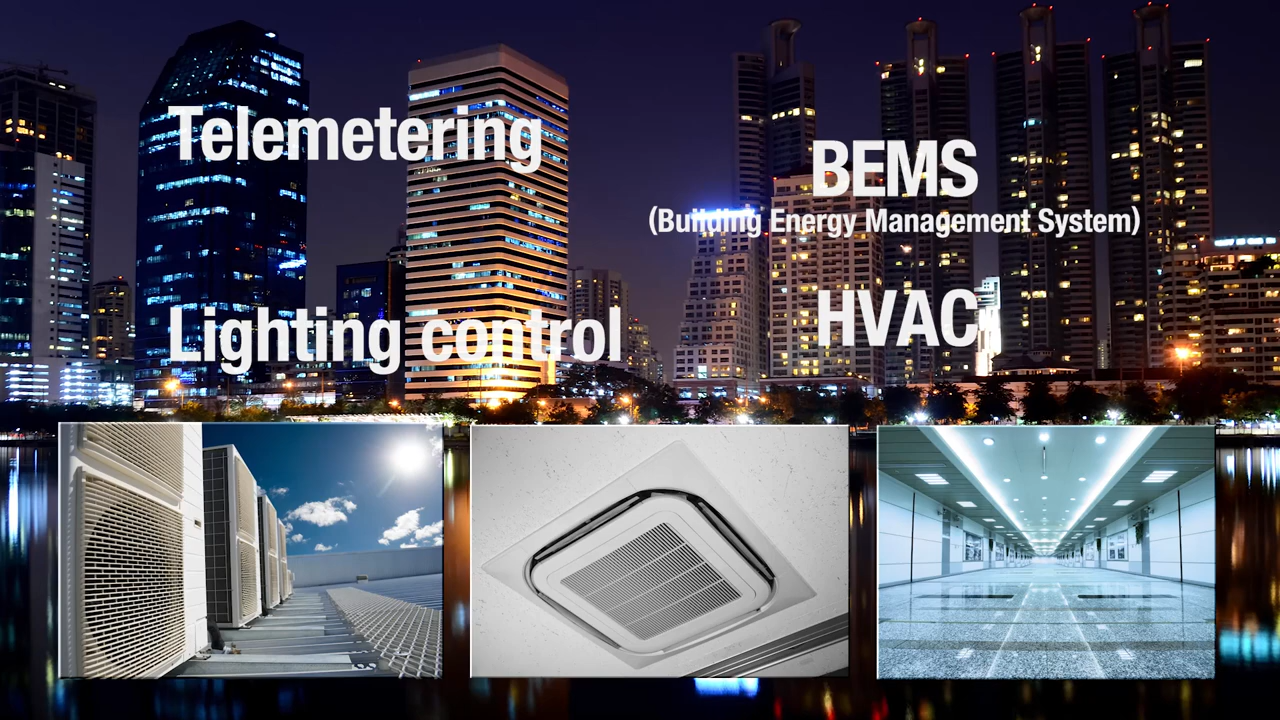 Telemetering
BEMS
(Building Energy Management System)
Lighting control
HVAC